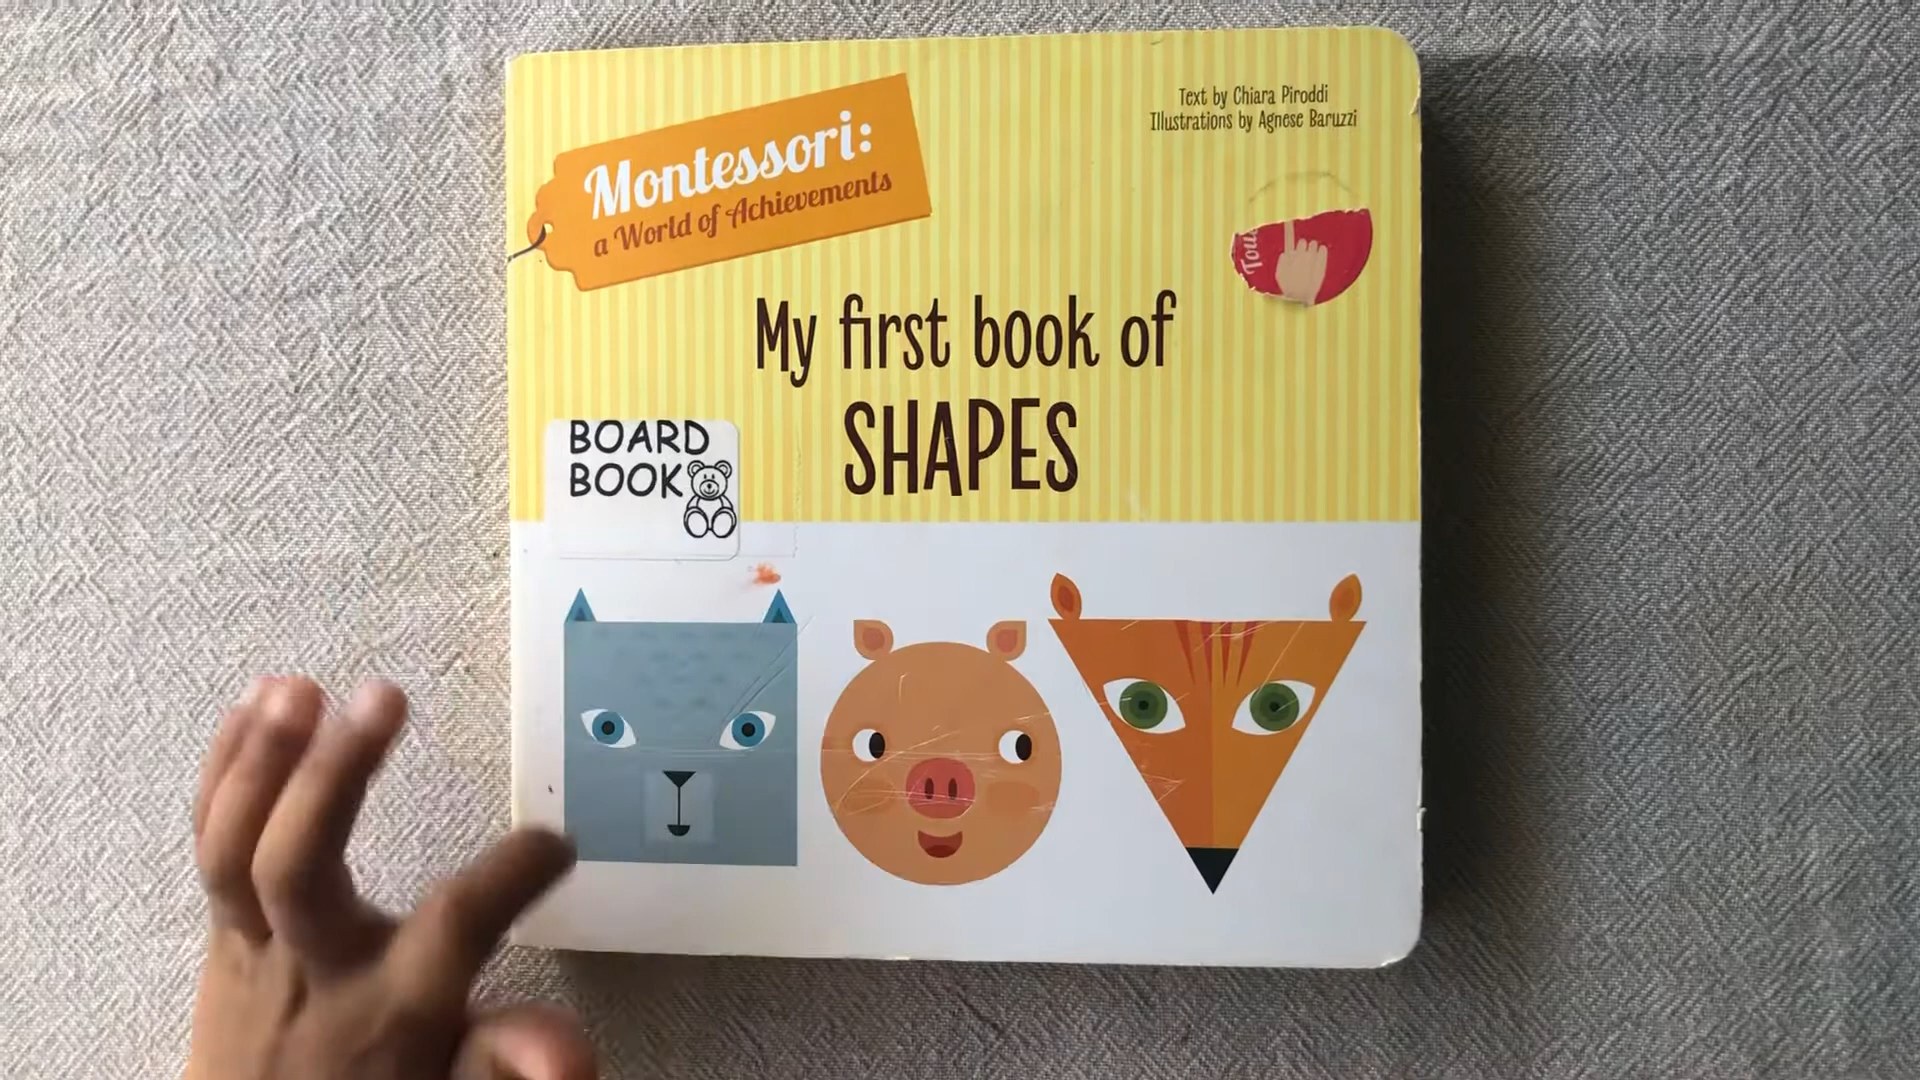 Text by Chiara Piroddi
Illustrations by Agnese Baruzzi
Montessori:
a World of Achievements
My first book of
SHAPES
BOARD
BOOK